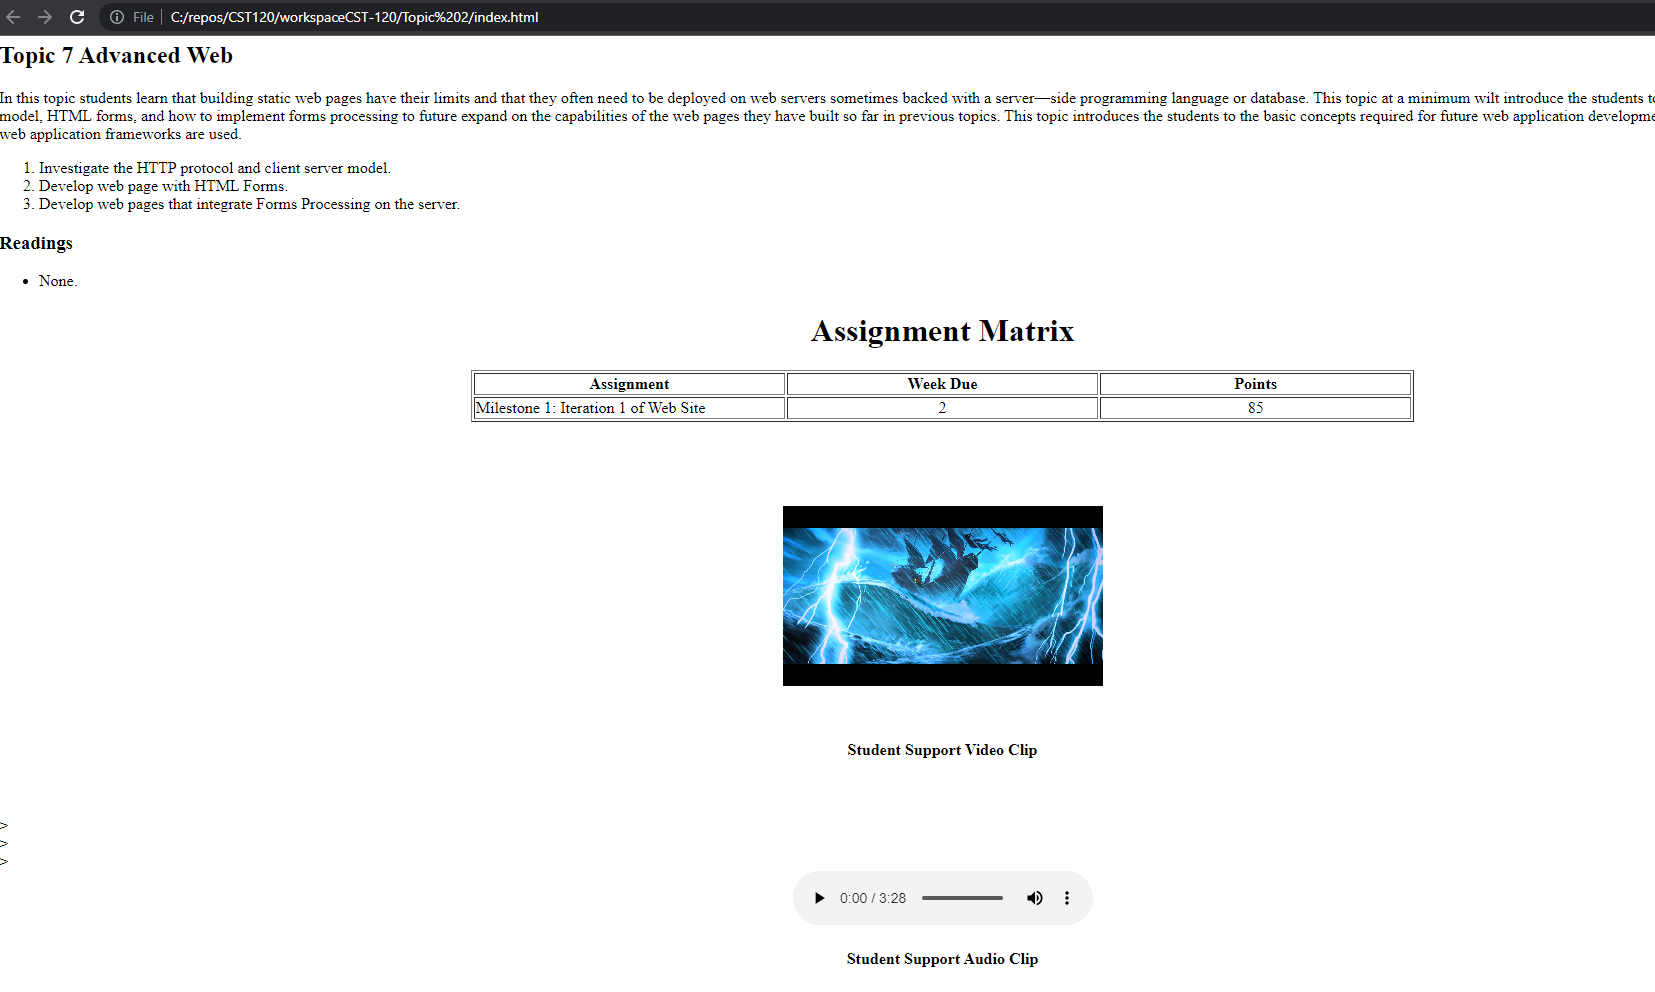 File | C:/repos/CST120/workspaceCST-120/Topic%202/index.html
Topic 7 Advanced Web
In this topic students learn that building static web pages have their limits and that they often need to be deployed on web servers sometimes backed with a server—side programming language or database. This topic at a minimum wilt introduce the students
model, HTML forms, and how to implement forms processing to future expand on the capabilities of the web pages they have built so far in previous topics. This topic introduces the students to the basic concepts required for future web application
web application frameworks are used.
1. Investigate the HTTP protocol and client server model.
2. Develop web page with HTML Forms.
3. Develop web pages that integrate Forms Processing on the server.
Readings
• None.
Assignment Matrix
Assignment Week Due Points
Milestone 1: Iteration 1 of Web Site 2 85
Student Support Video Clip
>
>
>
0:00 / 3:28
Student Support Audio Clip